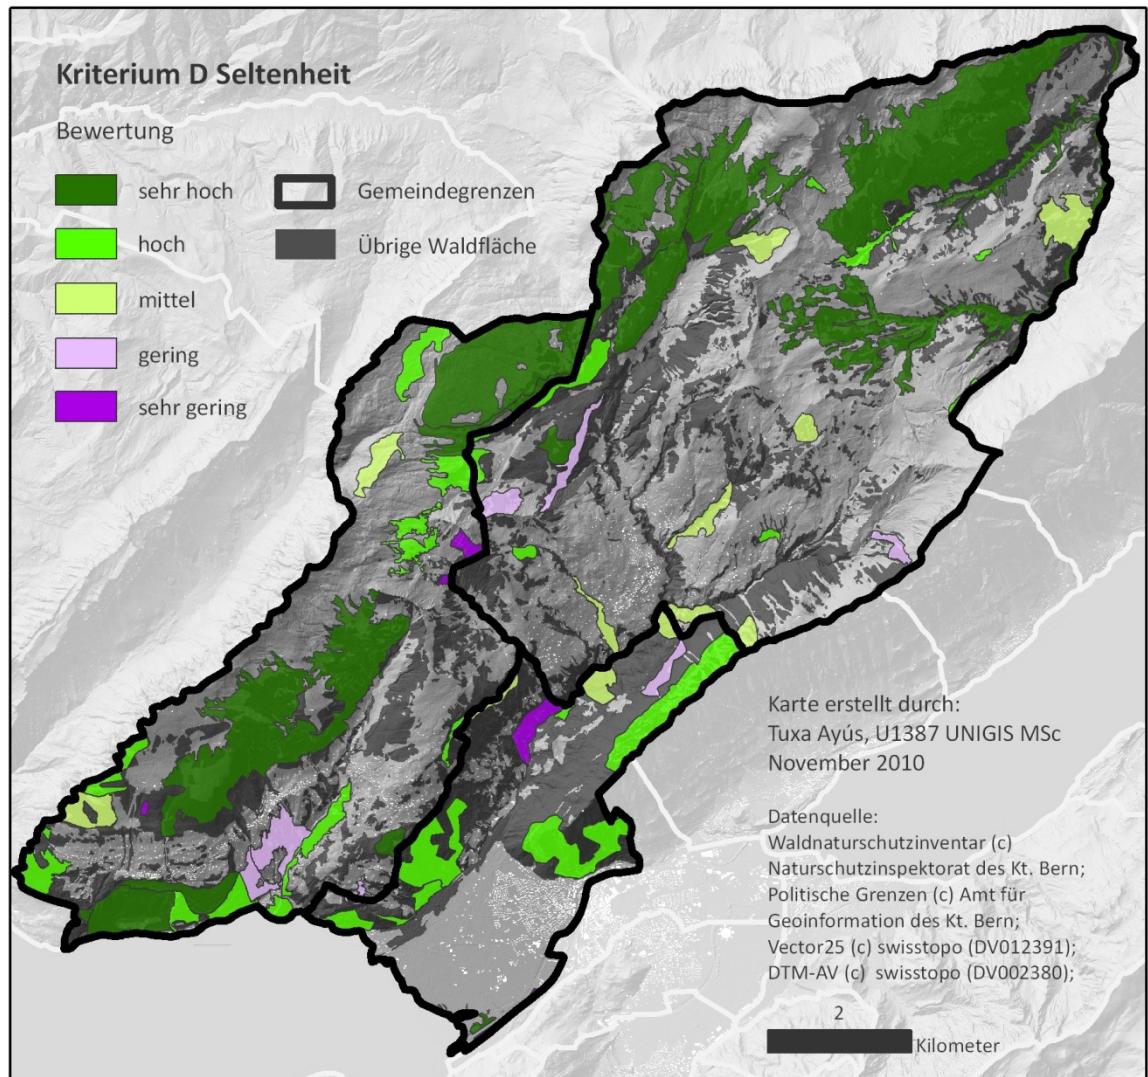 Kriterium D Seltenheit
Bewertung
sehr hoch
hoch
mittel
gering
sehr gering
Gemeindegrenzen
Übrige Waldfläche
Karte erstellt durch:
Tuxa Ayús, U1387 UNIGIS MSc
November 2010
Datenquelle:
Waldnaturschutzinventar (c)
Naturschutzinspektorat des Kt. Bern;
Politische Grenzen (c) Amt für
Geoinformation des Kt. Bern;
Vector25 (c) swisstopo (DV012391);
DTM-AV (c) swisstopo (DV002380);
2
Kilometer